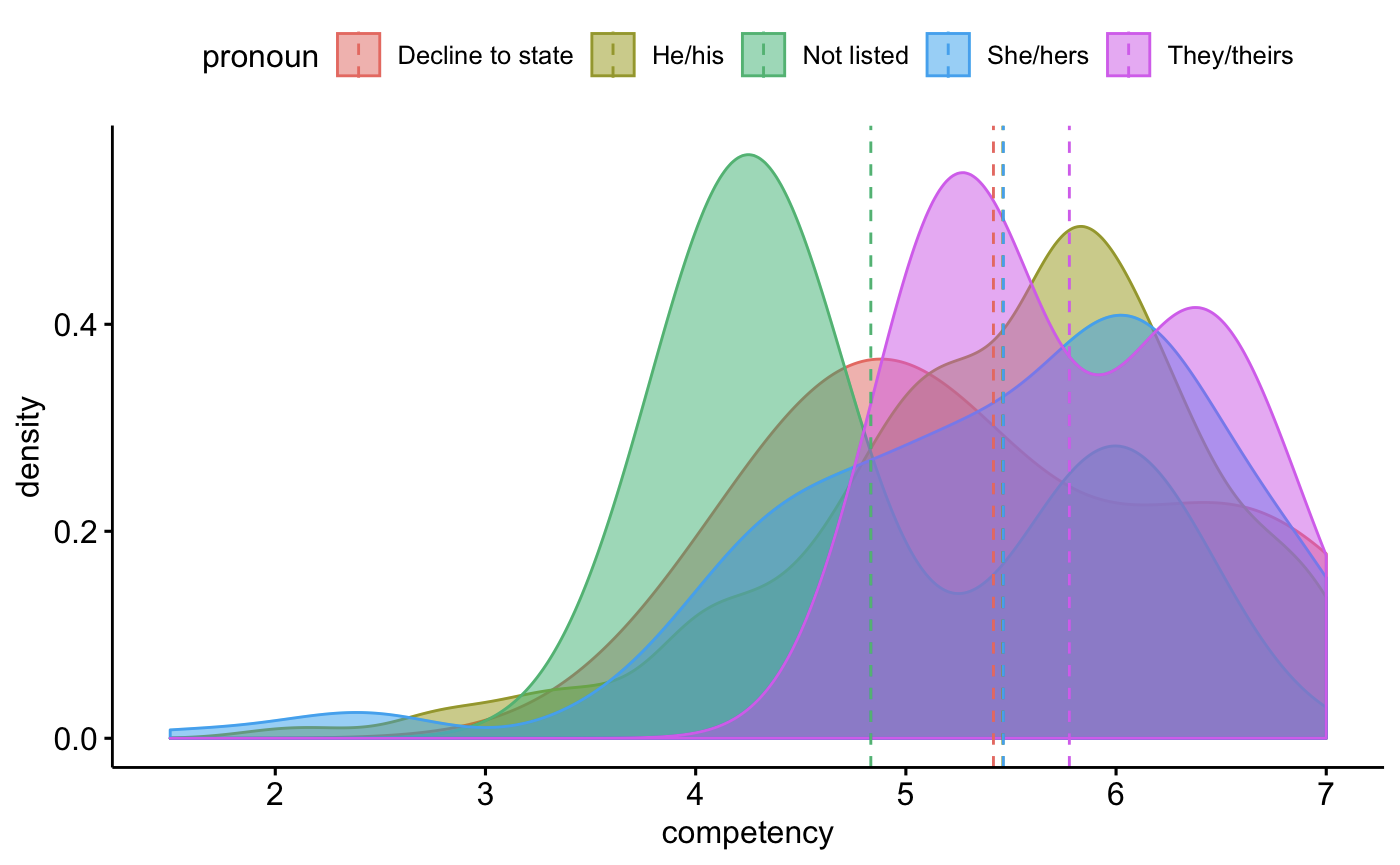 pronoun Decline to state He/his Not listed She/hers They/theirs
density
0.4
0.2
0.0
2 3 4 5 6 7
competency